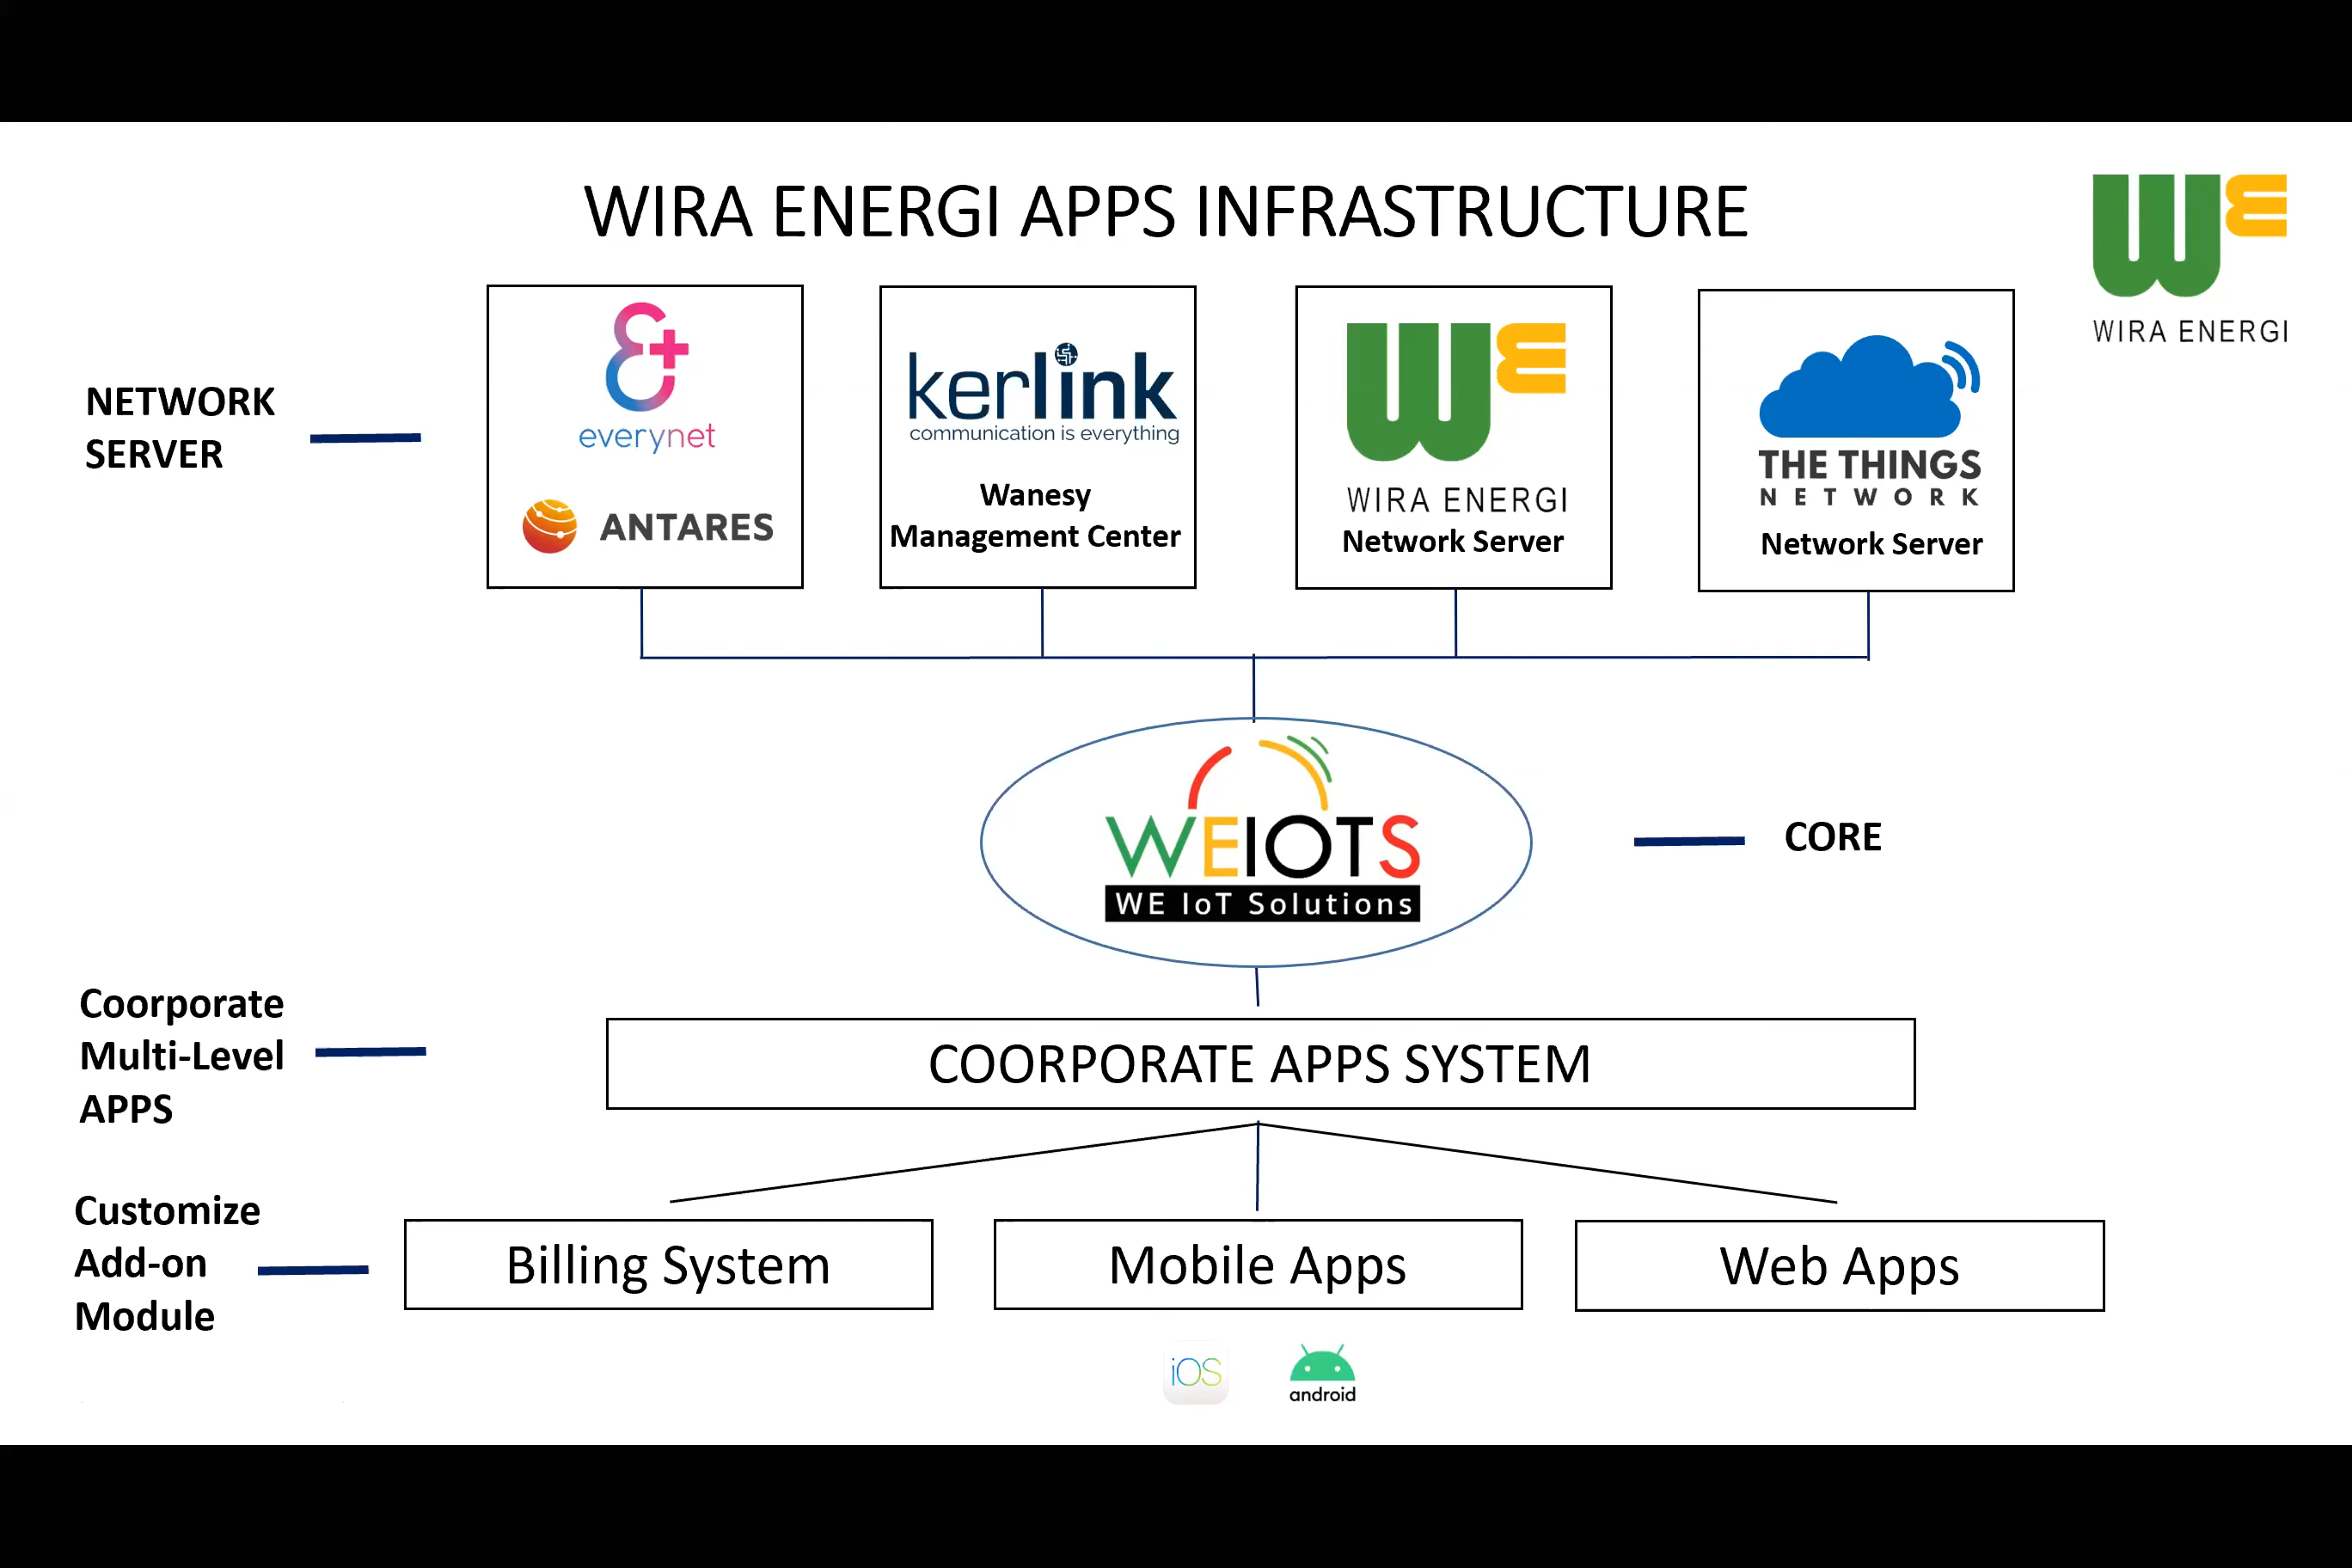 WIRA ENERGI APPS INFRASTRUCTURE
WE
WIRA ENERGI
NETWORK
SERVER
everynet
ANTARES
kerlink
communication is everything
Wanesy
Management Center
WE
WIRA ENERGI
Network Server
THE THINGS
NETWORK
Network Server
WEIOTS
WE IoT Solutions
CORE
Coorporate
Multi-Level
APPS
COORPORATE APPS SYSTEM
Customize
Add-on
Module
Billing System
Mobile Apps
Web Apps
iOS
android